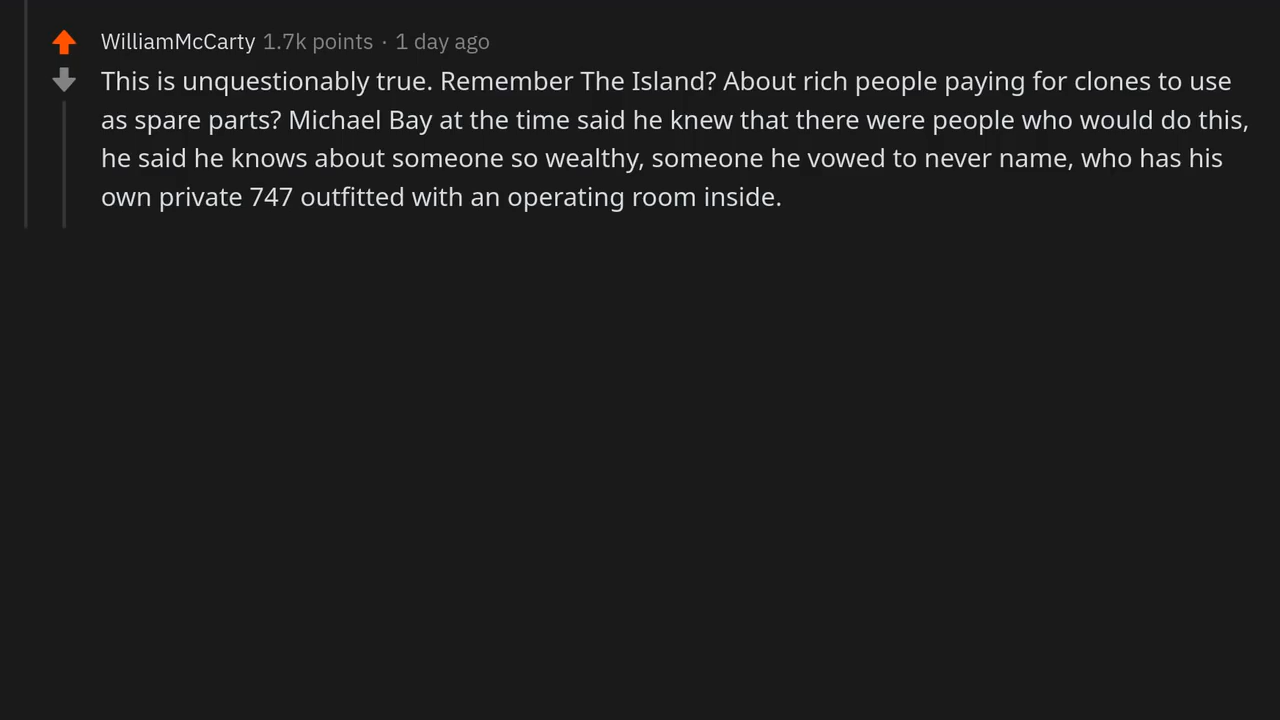 WilliamMcCarty 1.7k points · 1 day ago
This is unquestionably true. Remember The Island? About rich people paying for clones to use
as spare parts? Michael Bay at the time said he knew that there were people who would do this,
he said he knows about someone so wealthy, someone he vowed to never name, who has his
own private 747 outfitted with an operating room inside.